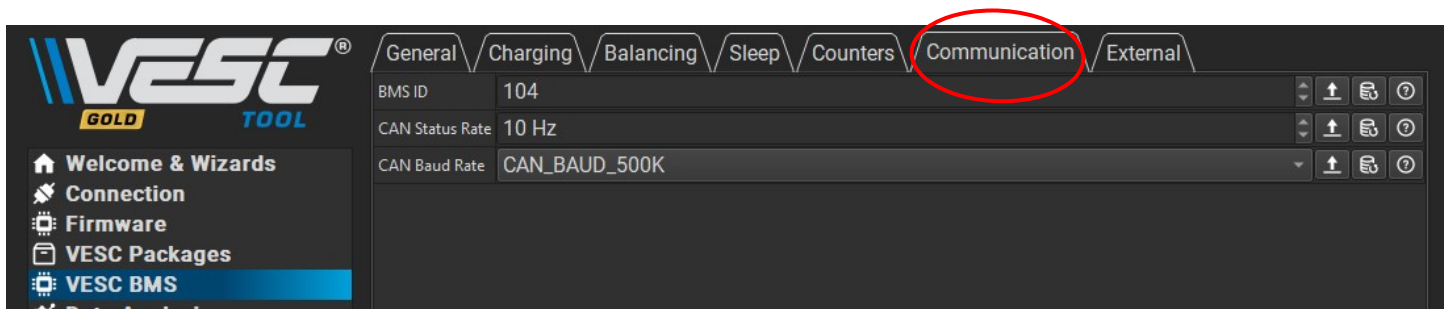 VESC®
GOLD TOOL
General Charging Balancing Sleep Counters Communication External
BMS ID 104
CAN Status Rate 10 Hz
CAN Baud Rate CAN_BAUD_500K
Welcome & Wizards
Connection
Firmware
VESC Packages
VESC BMS